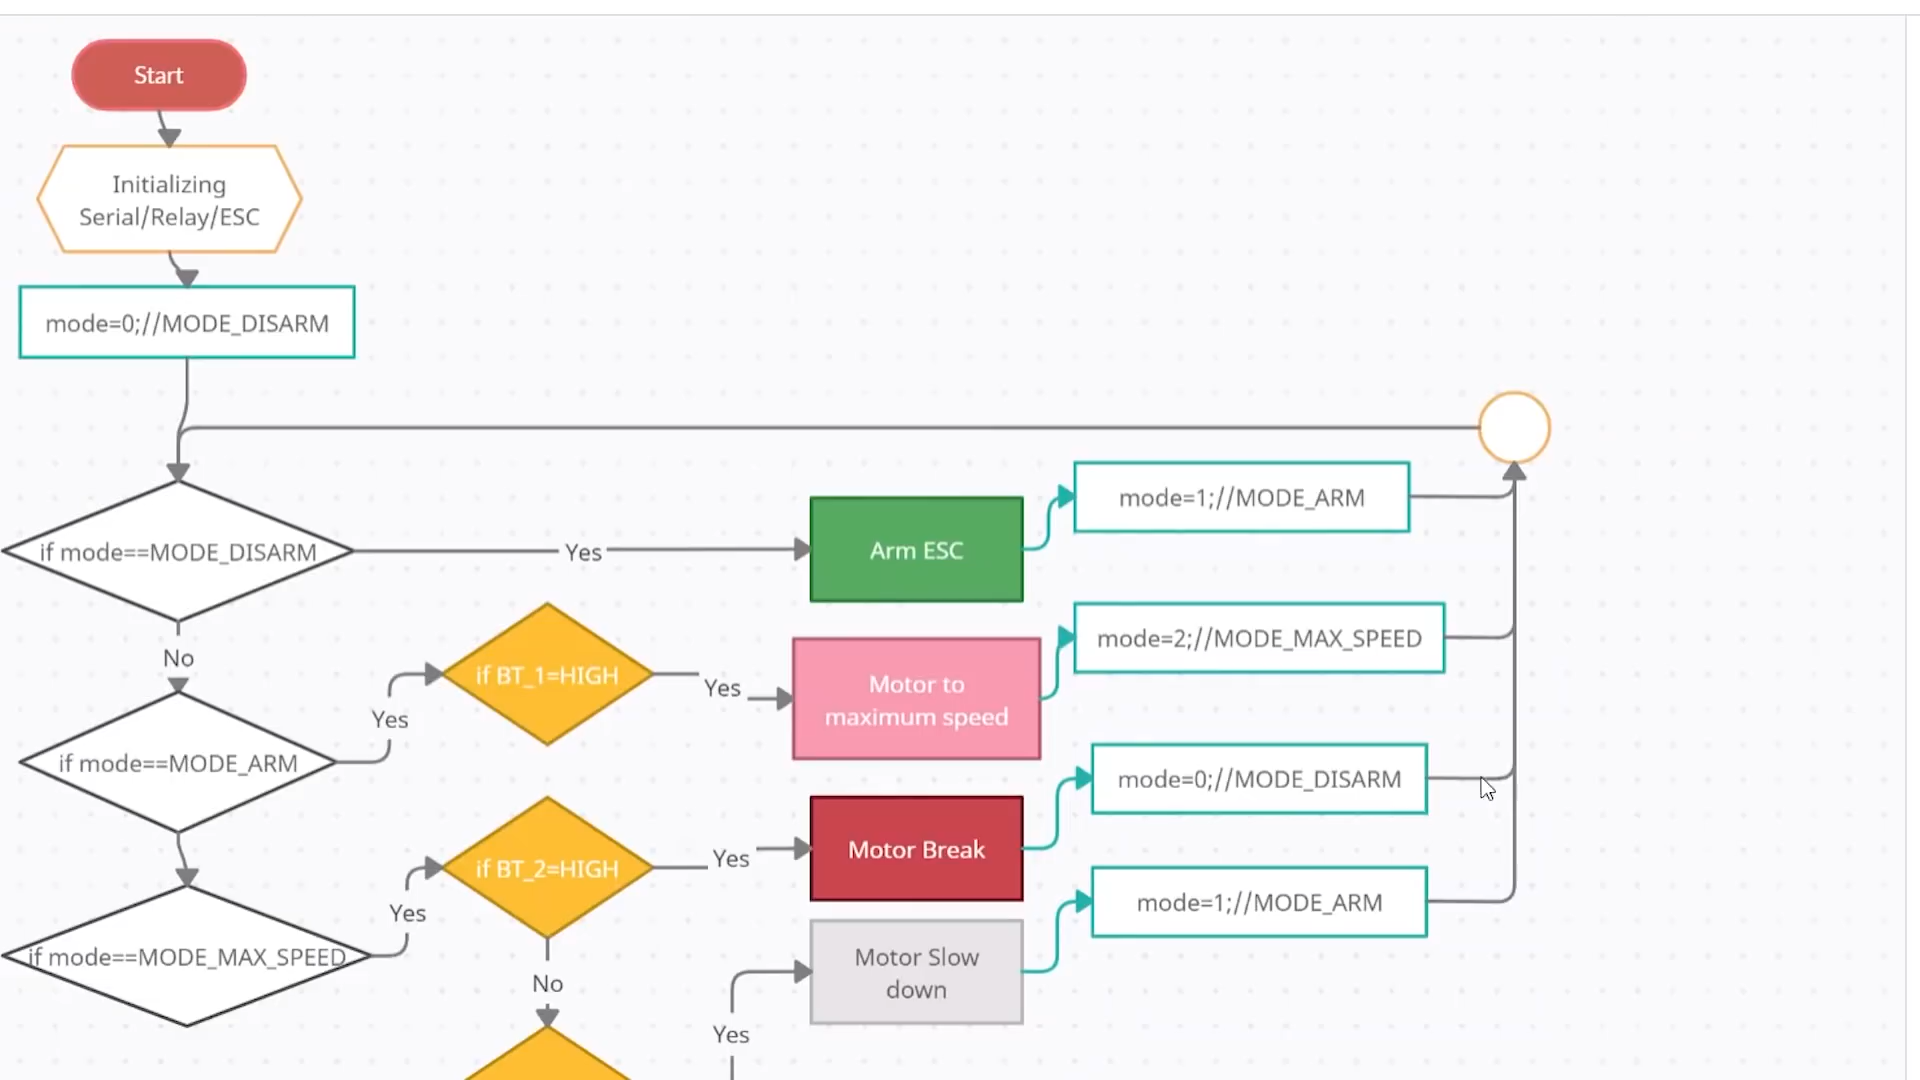 Start
Initializing
Serial/Relay/ESC
mode=0;//MODE_DISARM
if mode==MODE_DISARM
Yes
Arm ESC
mode=1;//MODE_ARM
No
if mode==MODE_ARM
Yes
if BT_1=HIGH
Yes
Motor to
maximum speed
mode=2;//MODE_MAX_SPEED
if mode==MODE_MAX_SPEED
Yes
if BT_2=HIGH
Yes
Motor Break
mode=0;//MODE_DISARM
No
Yes
Motor Slow
down
mode=1;//MODE_ARM